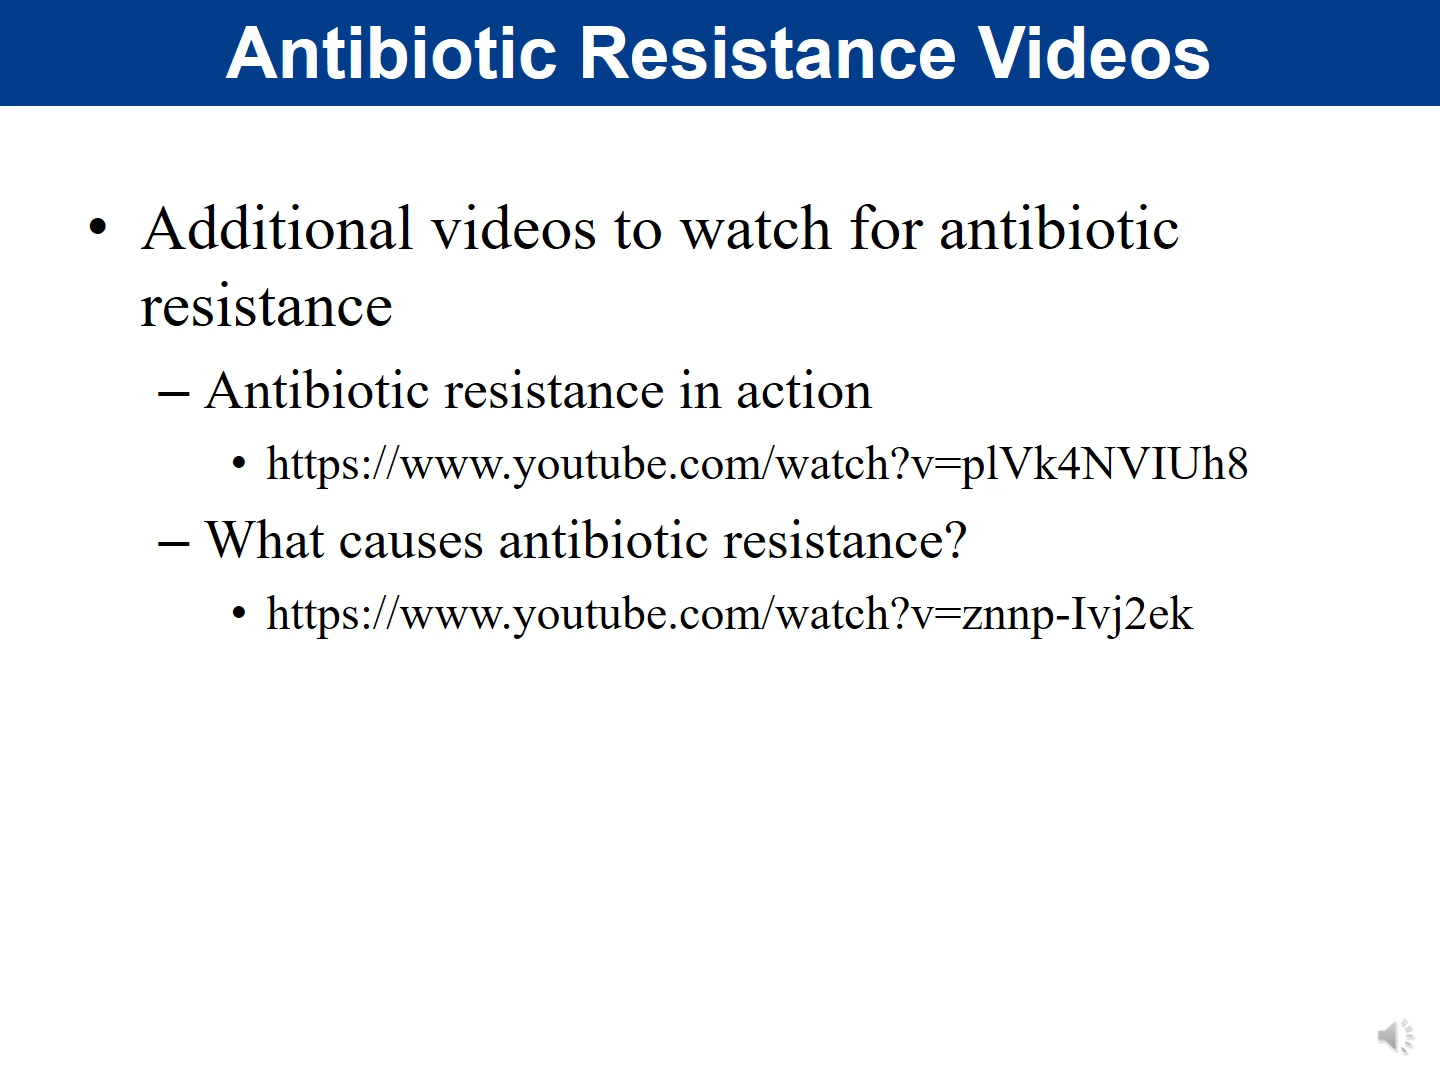 Antibiotic Resistance Videos
• Additional videos to watch for antibiotic
resistance
– Antibiotic resistance in action
• https://www.youtube.com/watch?v=plVk4NVIUh8
– What causes antibiotic resistance?
• https://www.youtube.com/watch?v=znnp-Ivj2ek